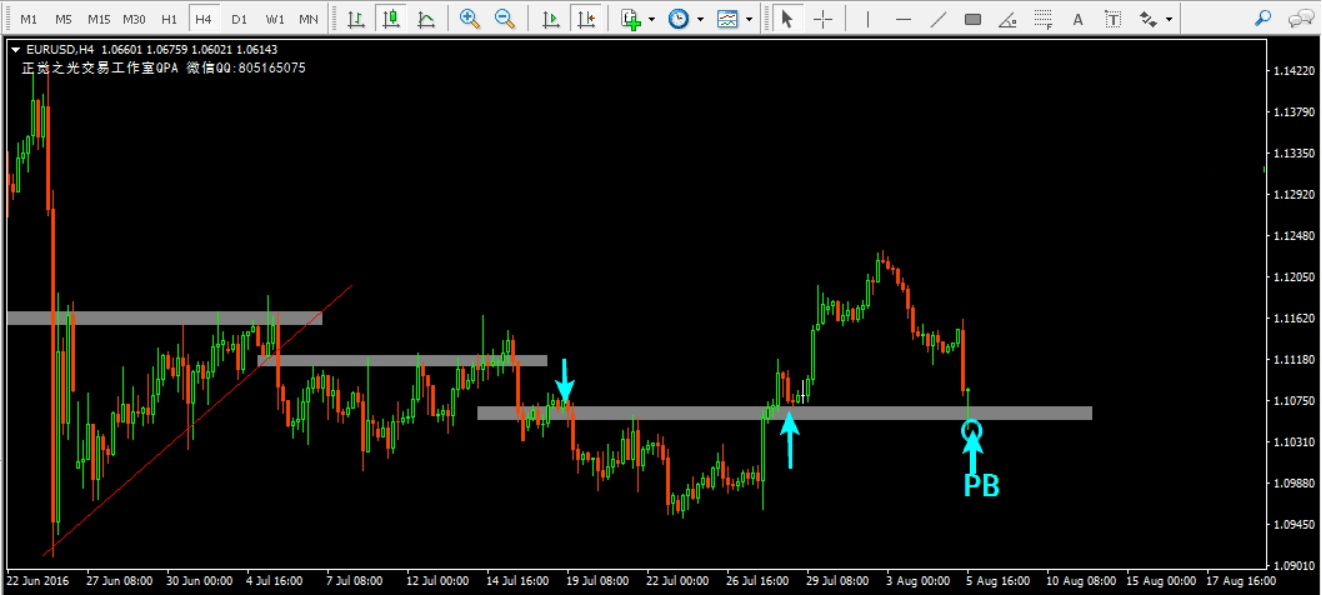 M1 M5 M15 M30 H1 H4 D1 W1 MN
EURUSD,H4 1.06601 1.06759 1.06021 1.06143
正觉之光交易工作室QPA 微信QQ:805165075
1.14220
1.13790
1.13350
1.12920
1.12480
1.12050
1.11620
1.11180
1.10750
1.10310
1.09880
1.09450
1.09010
PB
22 Jun 2016 27 Jun 08:00 30 Jun 00:00 4 Jul 16:00 7 Jul 08:00 12 Jul 00:00 14 Jul 16:00 19 Jul 08:00 22 Jul 00:00 26 Jul 16:00 29 Jul 08:00 3 Aug 00:00 5 Aug 16:00 10 Aug 08:00 15 Aug 00:00 17 Aug 16:00